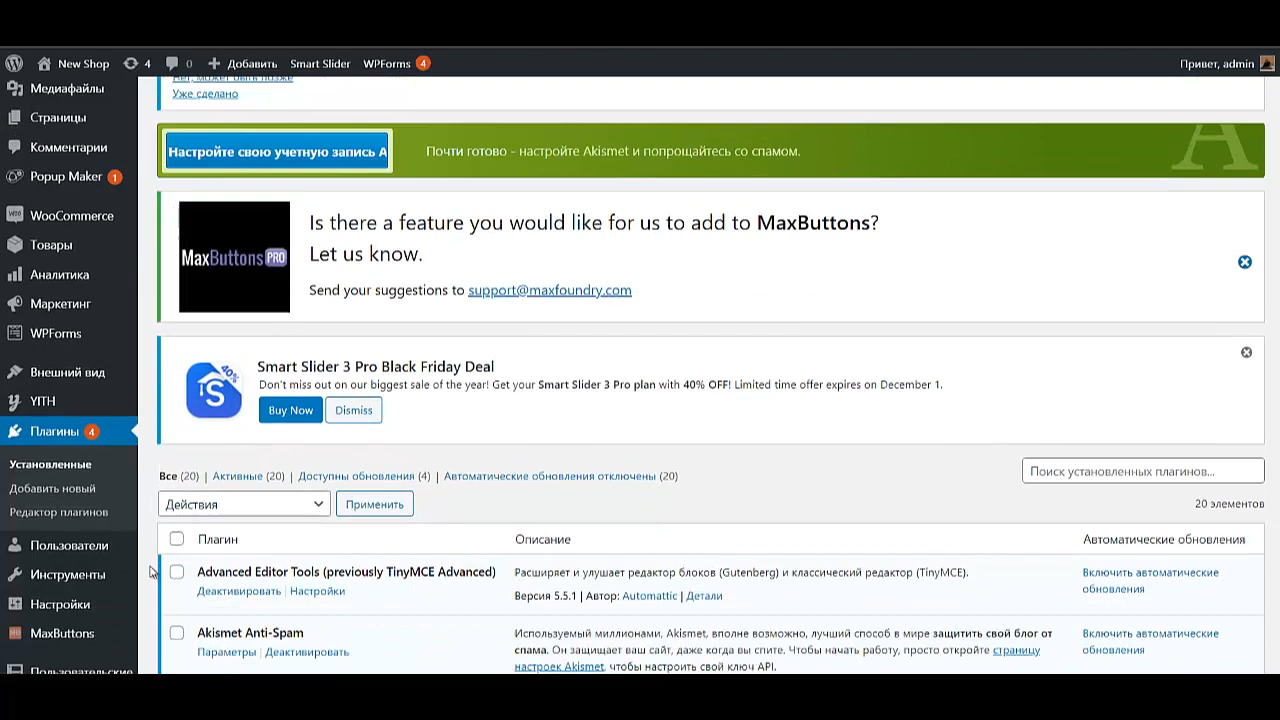 New Shop 4 0 Добавить Smart Slider WPForms 4 Привет, admin
Медиафайлы
Страницы
Комментарии
Popup Maker 1
WooCommerce
Товары
Аналитика
Маркетинг
WPForms
Внешний вид
YITH
Плагины 4
Установленные
Добавить новый
Редактор плагинов
Пользователи
Инструменты
Настройки
MaxButtons
Пользовательские
Нет, может быть позже
Уже сделано
Настройте свою учетную запись A
Почти готово - настройте Akismet и попрощайтесь со спамом.
A
MaxButtons PRO
Is there a feature you would like for us to add to MaxButtons?
Let us know.
Send your suggestions to support@maxfoundry.com
40%
S
Smart Slider 3 Pro Black Friday Deal
Don't miss out on our biggest sale of the year! Get your Smart Slider 3 Pro plan with 40% OFF! Limited time offer expires on December 1.
Buy Now Dismiss
Все (20) | Активные (20) | Доступны обновления (4) | Автоматические обновления отключены (20)
Поиск установленных плагинов...
Действия Применить
20 элементов
Плагин Описание Автоматические обновления
Advanced Editor Tools (previously TinyMCE Advanced)
Деактивировать | Настройки
Расширяет и улушает редактор блоков (Gutenberg) и классический редактор (TinyMCE).
Версия 5.5.1 | Автор: Automattic | Детали
Включить автоматические
обновления
Akismet Anti-Spam
Параметры | Деактивировать
Используемый миллионами, Akismet, вполне возможно, лучший способ в мире защитить свой блог от
спама. Он защищает ваш сайт, даже когда вы спите. Чтобы начать работу, просто откройте страницу
настроек Akismet, чтобы настроить свой ключ API.
Включить автоматические
обновления